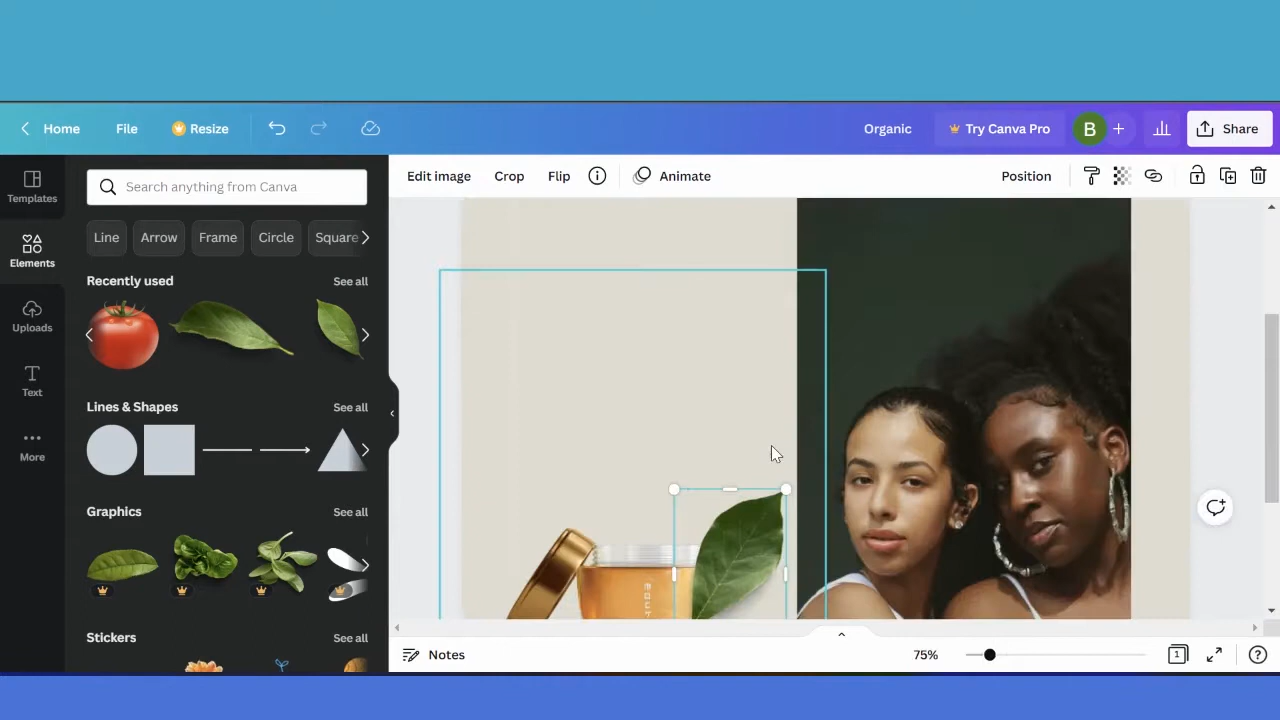 Home File Resize Organic Try Canva Pro B Share
Templates
Elements
Uploads
Text
More
Search anything from Canva
Line Arrow Frame Circle Square
Recently used See all
Lines & Shapes See all
Graphics See all
Stickers See all
Edit image Crop Flip Animate Position
Notes 75% 1